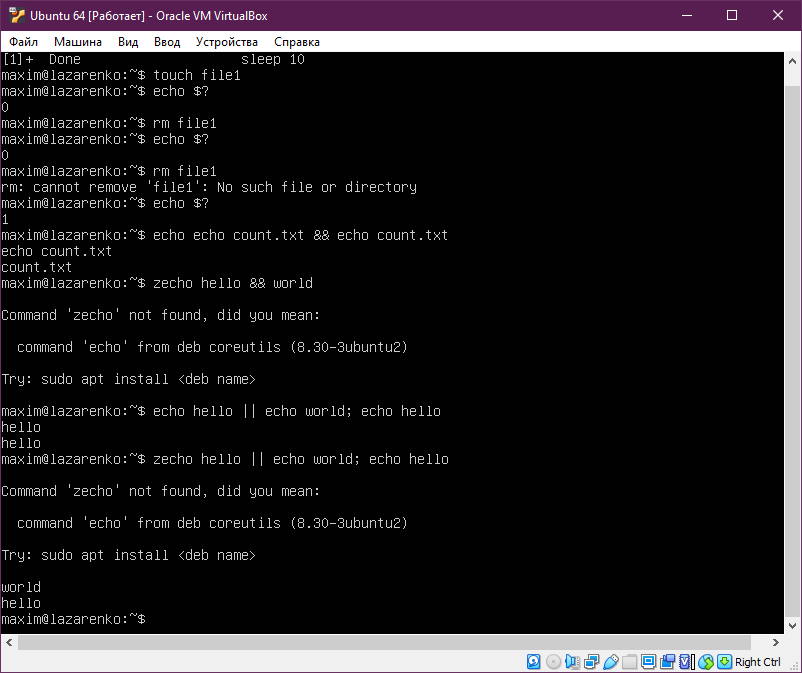 Ubuntu 64 [Работает] - Oracle VM VirtualBox
Файл Машина Вид Ввод Устройства Справка
[1]+  Done                    sleep 10
maxim@lazarenko:~$ touch file1
maxim@lazarenko:~$ echo $?
0
maxim@lazarenko:~$ rm file1
maxim@lazarenko:~$ echo $?
0
maxim@lazarenko:~$ rm file1
rm: cannot remove 'file1': No such file or directory
maxim@lazarenko:~$ echo $?
1
maxim@lazarenko:~$ echo echo count.txt && echo count.txt
echo count.txt
count.txt
maxim@lazarenko:~$ zecho hello && world
Command 'zecho' not found, did you mean:
  command 'echo' from deb coreutils (8.30-3ubuntu2)
Try: sudo apt install <deb name>
maxim@lazarenko:~$ echo hello || echo world; echo hello
hello
hello
maxim@lazarenko:~$ zecho hello || echo world; echo hello
Command 'zecho' not found, did you mean:
  command 'echo' from deb coreutils (8.30-3ubuntu2)
Try: sudo apt install <deb name>
world
hello
maxim@lazarenko:~$
Right Ctrl